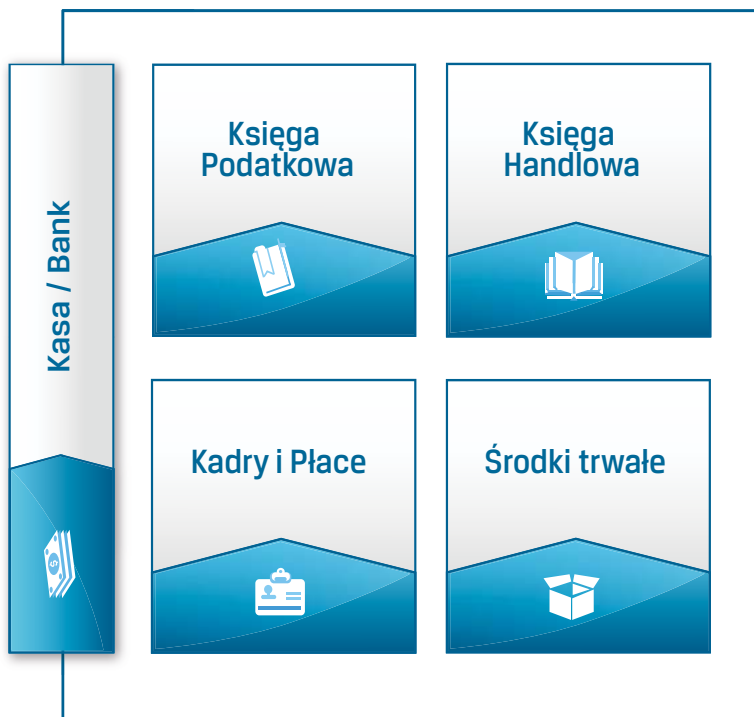 Kasa / Bank
Księga
Podatkowa
Księga
Handlowa
Kadry i Płace
Środki trwałe